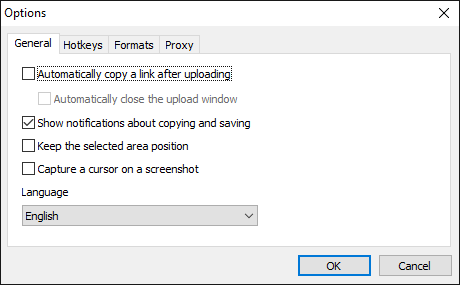 Options
General Hotkeys Formats Proxy
Automatically copy a link after uploading
Automatically close the upload window
Show notifications about copying and saving
Keep the selected area position
Capture a cursor on a screenshot
Language
English
OK Cancel